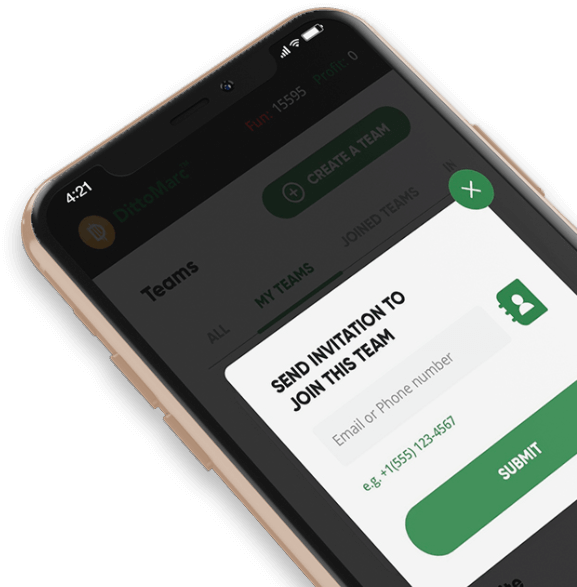 4:21
DittoMarc™
Fun: 15595 Profit: 0
Teams
CREATE A TEAM
ALL MY TEAMS JOINED TEAMS
SEND INVITATION TO
JOIN THIS TEAM
Email or Phone number
e.g. +1(555) 123-4567
SUBMIT